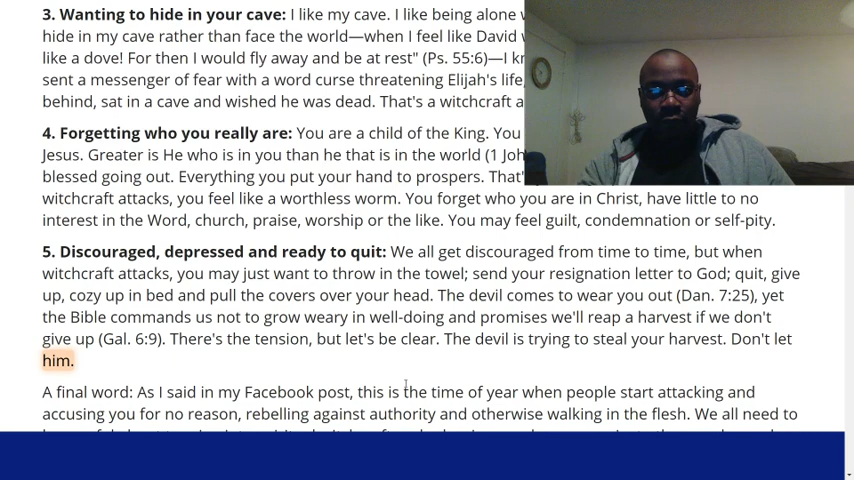 3. Wanting to hide in your cave: I like my cave. I like being alone
hide in my cave rather than face the world—when I feel like David
like a dove! For then I would fly away and be at rest" (Ps. 55:6)—I
sent a messenger of fear with a word curse threatening Elijah's life,
behind, sat in a cave and wished he was dead. That's a witchcraft
4. Forgetting who you really are: You are a child of the King. You
Jesus. Greater is He who is in you than he that is in the world (1
blessed going out. Everything you put your hand to prospers.
witchcraft attacks, you feel like a worthless worm. You forget who you are in Christ, have little to no
interest in the Word, church, praise, worship or the like. You may feel guilt, condemnation or self-pity.
5. Discouraged, depressed and ready to quit: We all get discouraged from time to time, but when
witchcraft attacks, you may just want to throw in the towel; send your resignation letter to God; quit, give
up, cozy up in bed and pull the covers over your head. The devil comes to wear you out (Dan. 7:25), yet
the Bible commands us not to grow weary in well-doing and promises we'll reap a harvest if we don't
give up (Gal. 6:9). There's the tension, but let's be clear. The devil is trying to steal your harvest. Don't let
him.
A final word: As I said in my Facebook post, this is the time of year when people start attacking and
accusing you for no reason, rebelling against authority and otherwise walking in the flesh. We all need to